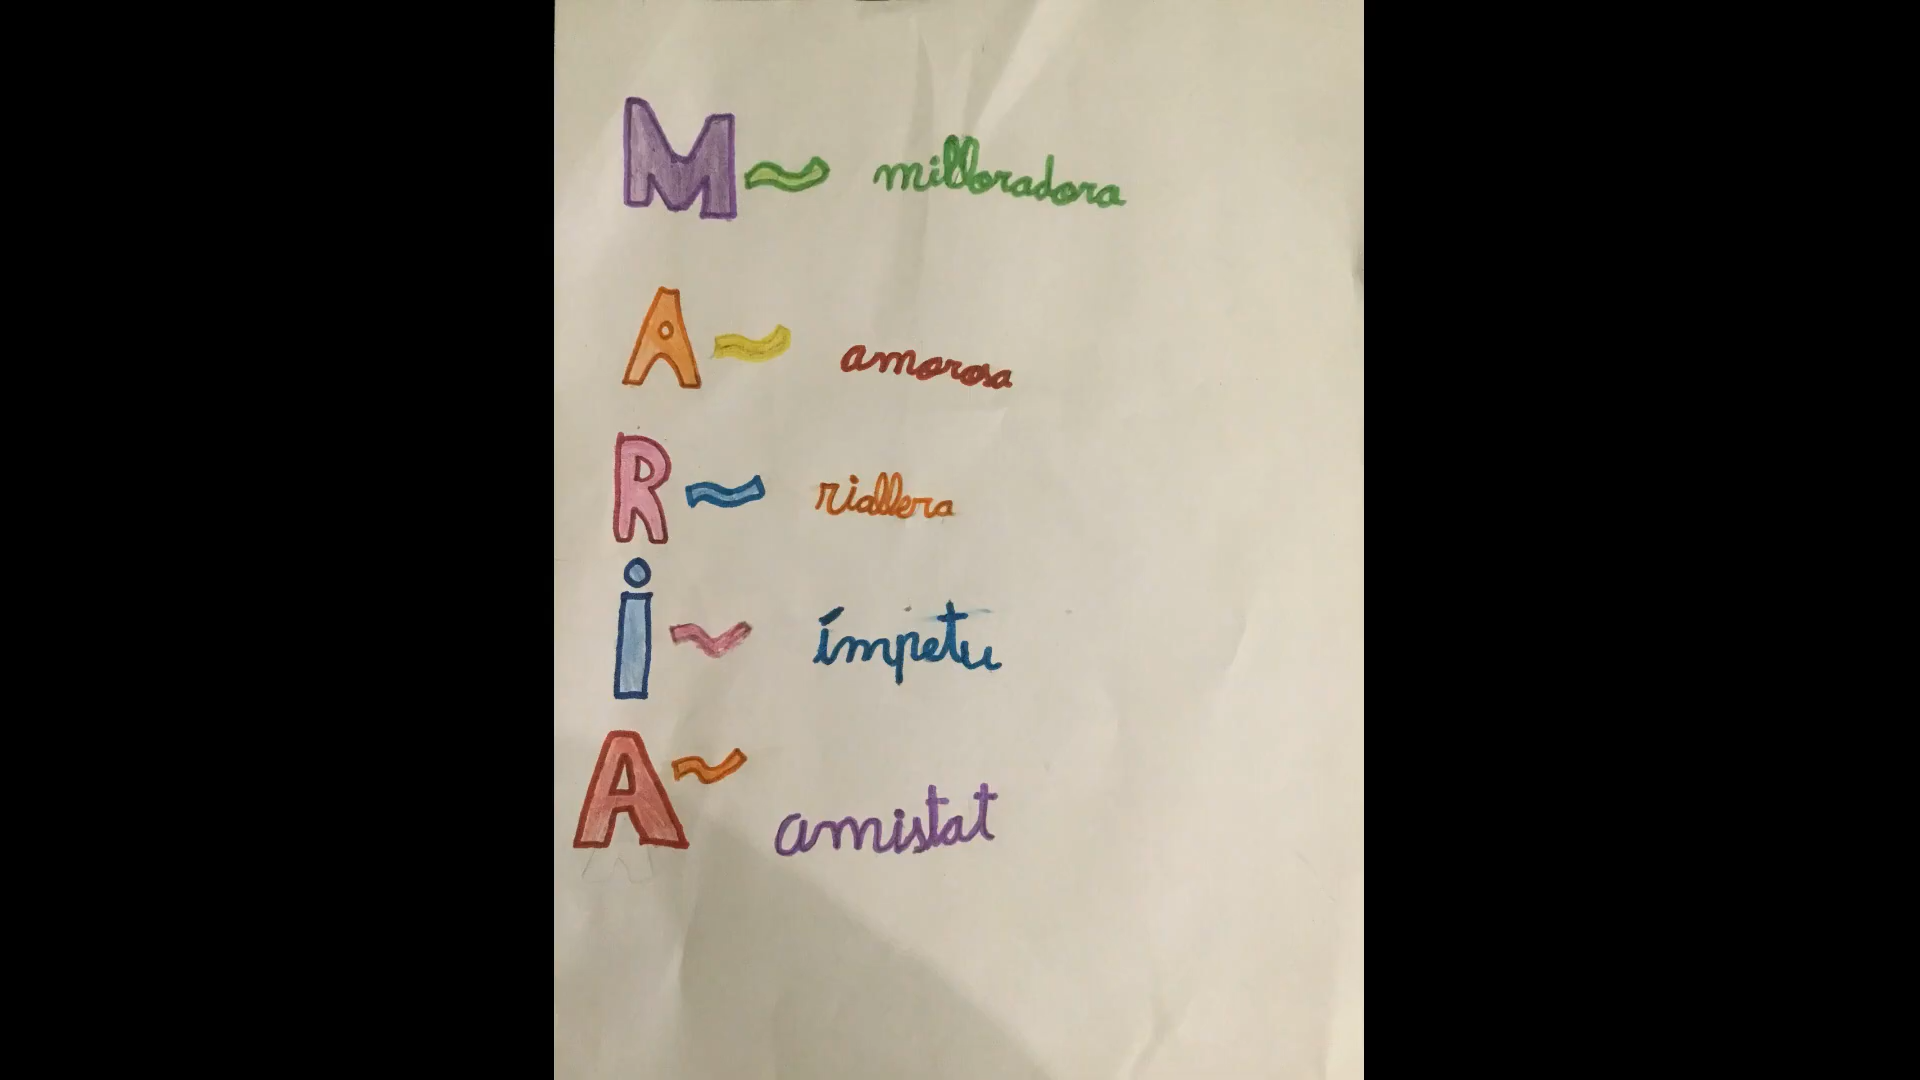 M~ milloradora
A~ amorosa
R~ riallera
i~ ímpetu
A~ amistat